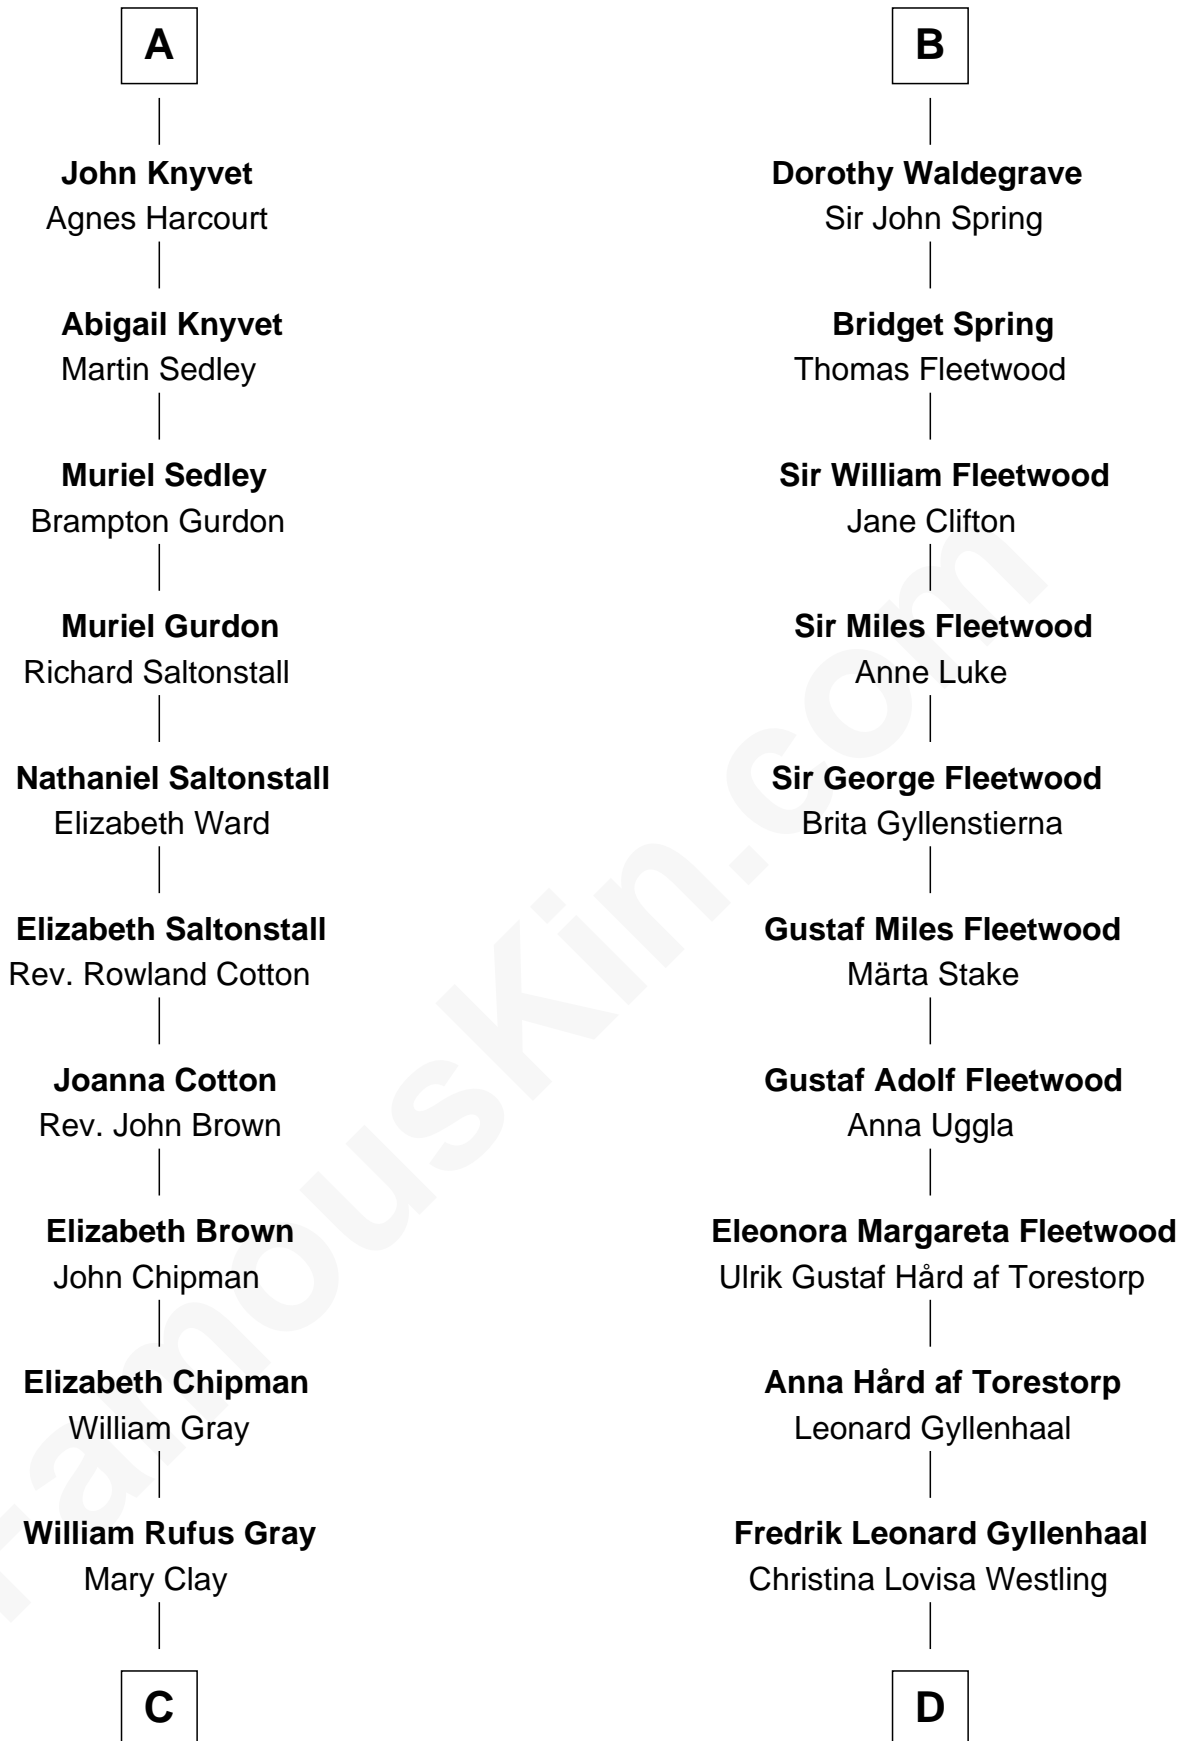 A
John Knyvet
Agnes Harcourt
Abigail Knyvet
Martin Sedley
Muriel Sedley
Brampton Gurdon
Muriel Gurdon
Richard Saltonstall
Nathaniel Saltonstall
Elizabeth Ward
Elizabeth Saltonstall
Rev. Rowland Cotton
Joanna Cotton
Rev. John Brown
Elizabeth Brown
John Chipman
Elizabeth Chipman
William Gray
William Rufus Gray
Mary Clay
C
B
Dorothy Waldegrave
Sir John Spring
Bridget Spring
Thomas Fleetwood
Sir William Fleetwood
Jane Clifton
Sir Miles Fleetwood
Anne Luke
Sir George Fleetwood
Brita Gyllenstierna
Gustaf Miles Fleetwood
Märta Stake
Gustaf Adolf Fleetwood
Anna Uggla
Eleonora Margareta Fleetwood
Ulrik Gustaf Hård af Torestorp
Anna Hård af Torestorp
Leonard Gyllenhaal
Fredrik Leonard Gyllenhaal
Christina Lovisa Westling
D
FamousKin.com